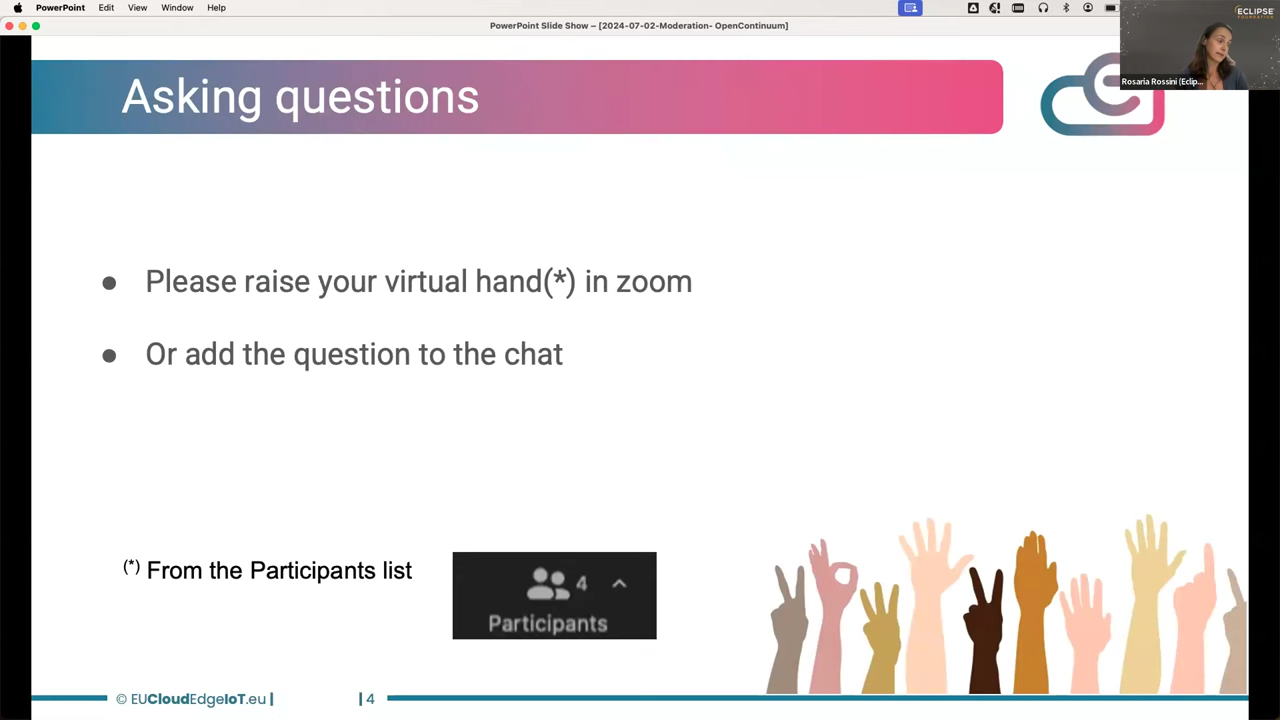 PowerPoint Edit View Window Help
PowerPoint Slide Show – [2024-07-02-Moderation- OpenContinuum]
ECLIPSE
FOUNDATION
Rosaria Rossini (Eclip...
Asking questions
● Please raise your virtual hand(*) in zoom
● Or add the question to the chat
(*) From the Participants list
4
Participants
© EUCloudEdgeIoT.eu |
| 4